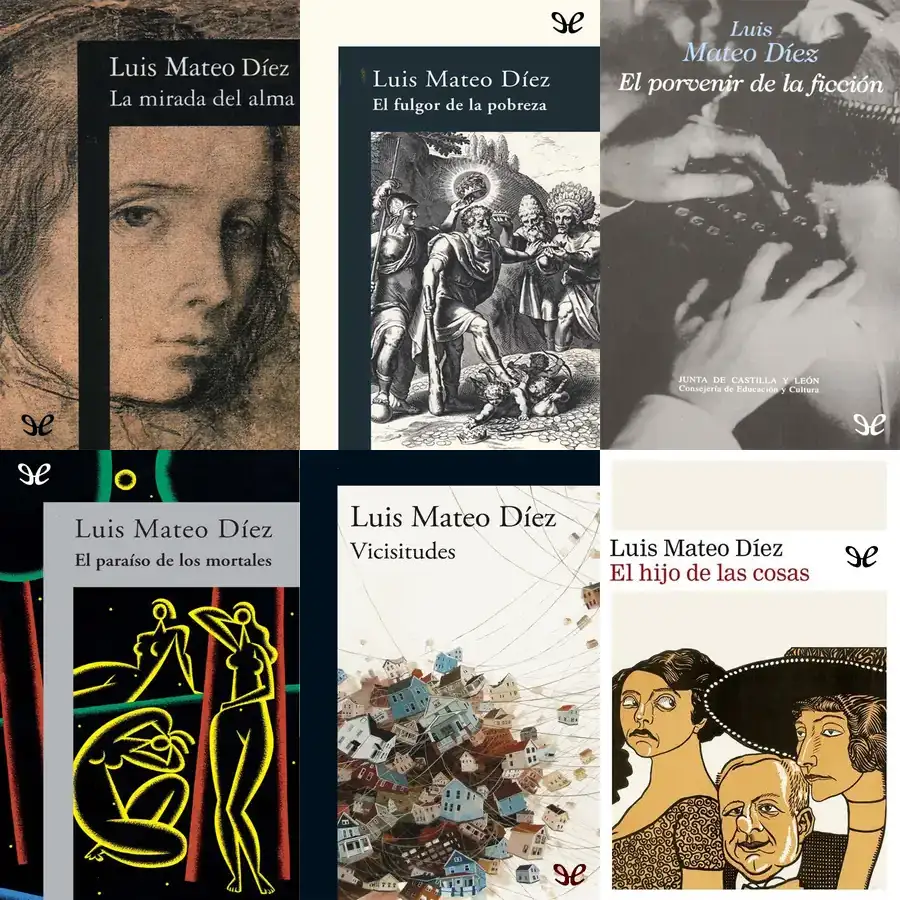 Luis Mateo Díez
La mirada del alma
Luis Mateo Díez
El fulgor de la pobreza
Luis
Mateo Díez
El porvenir de la ficción
JUNTA DE CASTILLA Y LEÓN
Consejería de Educación y Cultura
Luis Mateo Díez
El paraíso de los mortales
Luis Mateo Díez
Vicisitudes
Luis Mateo Díez
El hijo de las cosas